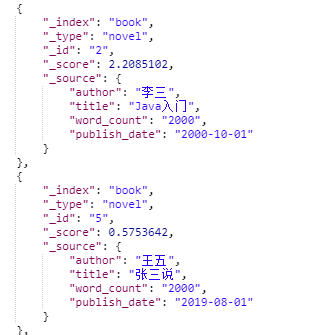 {
"_index": "book",
"_type": "novel",
"_id": "2",
"_score": 2.2085102,
"_source": {
"author": "李三",
"title": "Java入门",
"word_count": "2000",
"publish_date": "2000-10-01"
}
},
{
"_index": "book",
"_type": "novel",
"_id": "5",
"_score": 0.5753642,
"_source": {
"author": "王五",
"title": "张三说",
"word_count": "2000",
"publish_date": "2019-08-01"
}
},